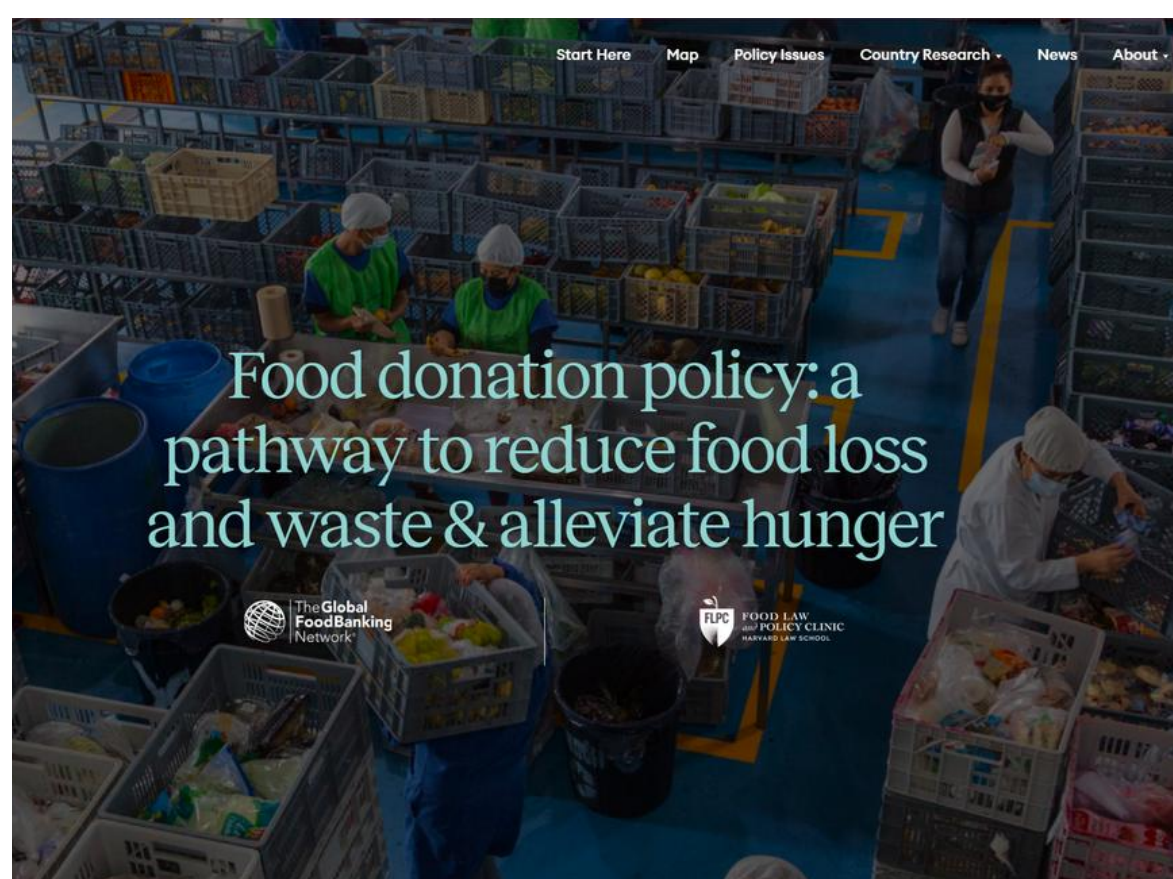 Start Here Map Policy Issues Country Research News About
Food donation policy: a
pathway to reduce food loss
and waste & alleviate hunger
The Global
FoodBanking
Network®
FLPC
FOOD LAW
and POLICY CLINIC
HARVARD LAW SCHOOL